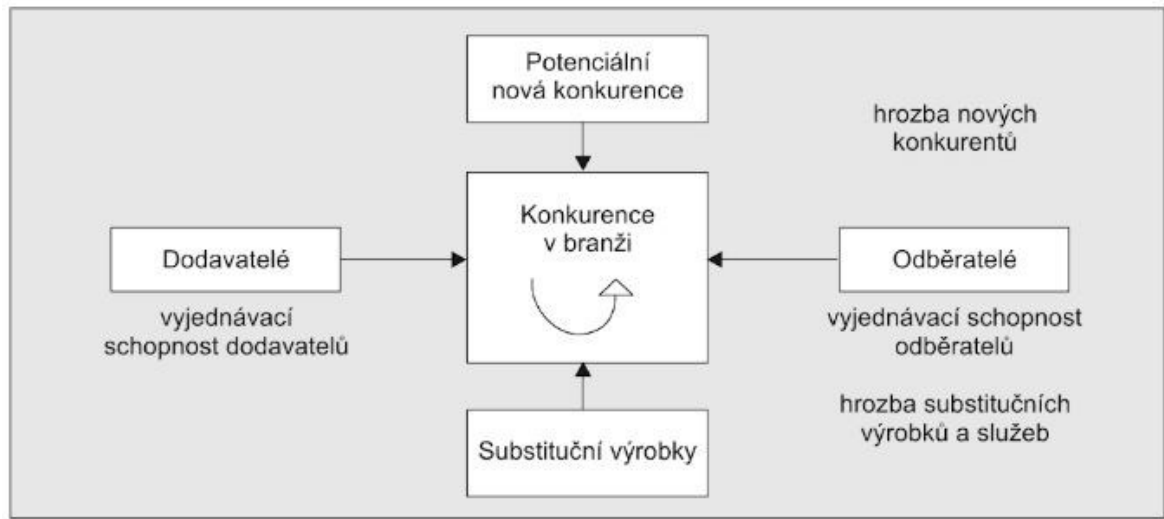 Potenciální
nová konkurence
hrozba nových
konkurentů
Konkurence
v branži
Dodavatelé
Odběratelé
vyjednávací
schopnost dodavatelů
vyjednávací schopnost
odběratelů
hrozba substitučních
výrobků a služeb
Substituční výrobky